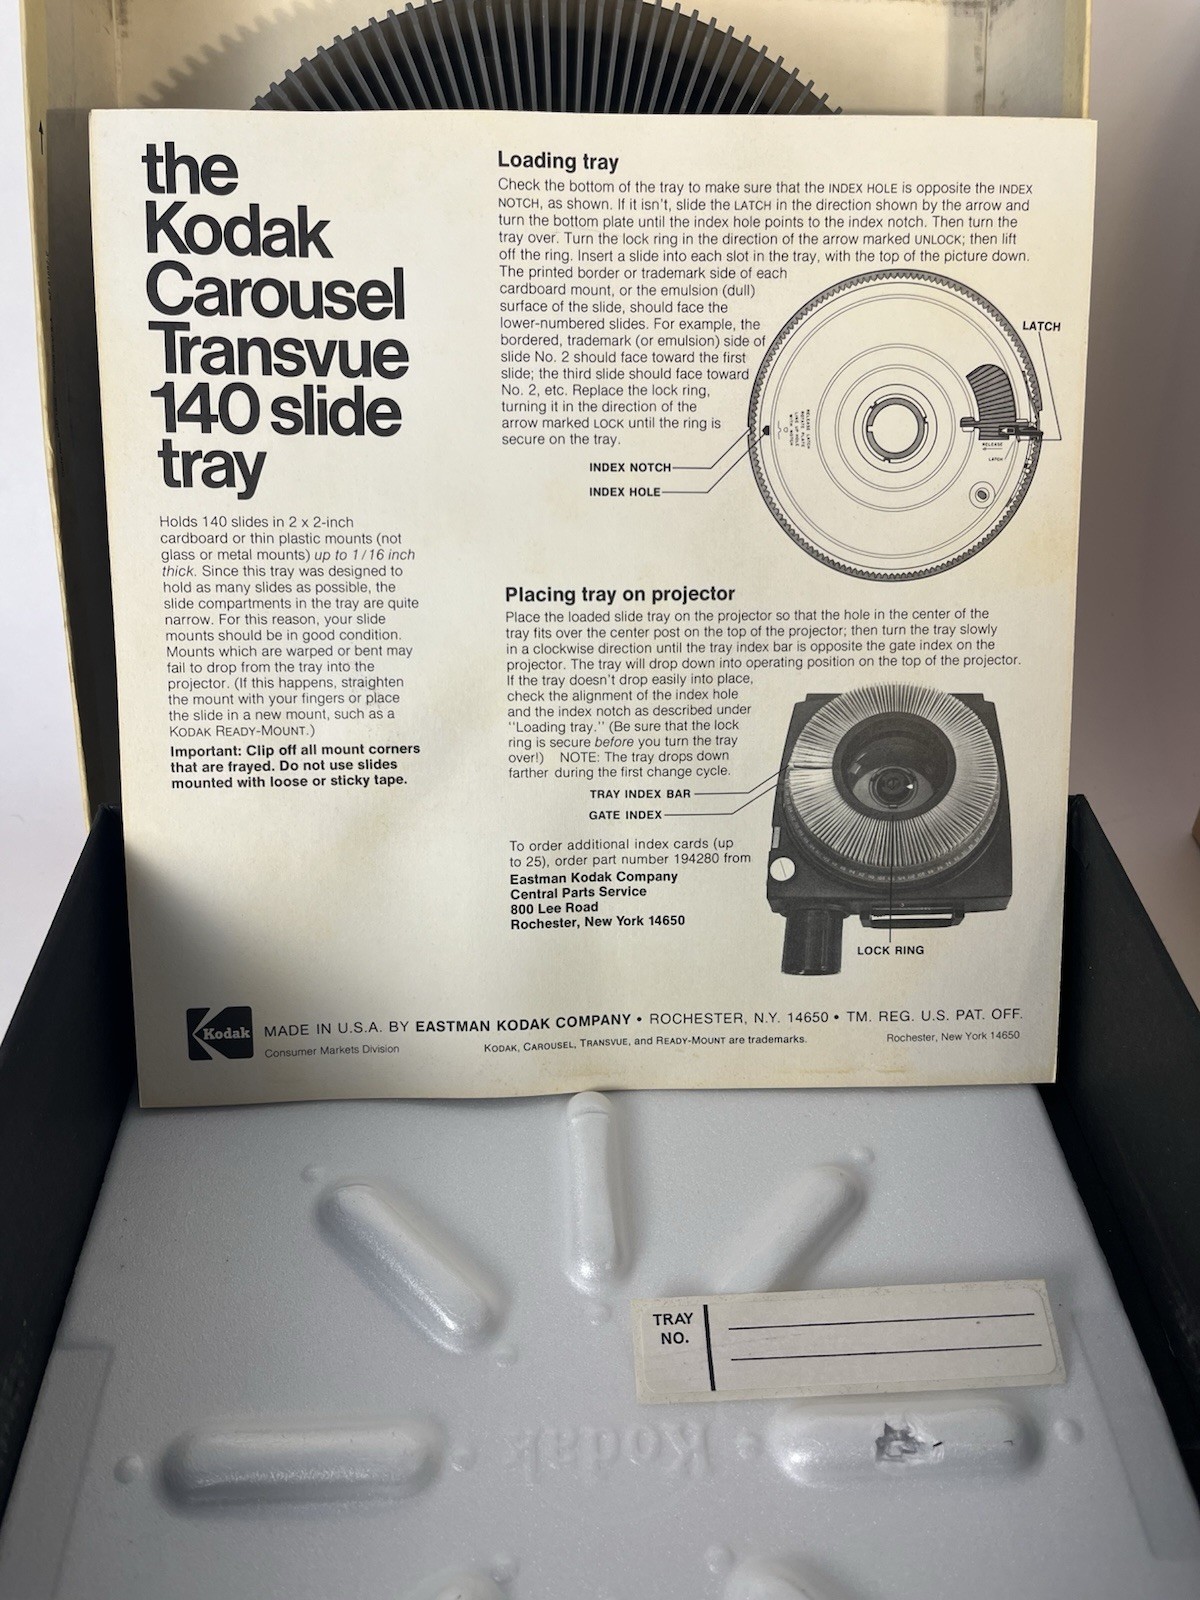 the
Kodak
Carousel
Transvue
140 slide
tray
Holds 140 slides in 2 x 2-inch
cardboard or thin plastic mounts (not
glass or metal mounts) up to 1/16 inch
thick. Since this tray was designed to
hold as many slides as possible, the
slide compartments in the tray are quite
narrow. For this reason, your slide
mounts should be in good condition.
Mounts which are warped or bent may
fail to drop from the tray into the
projector. (If this happens, straighten
the mount with your fingers or place
the slide in a new mount, such as a
KODAK READY-MOUNT.)
Important: Clip off all mount corners
that are frayed. Do not use slides
mounted with loose or sticky tape.
Loading tray
Check the bottom of the tray to make sure that the INDEX HOLE is opposite the INDEX
NOTCH, as shown. If it isn't, slide the LATCH in the direction shown by the arrow and
turn the bottom plate until the index hole points to the index notch. Then turn the
tray over. Turn the lock ring in the direction of the arrow marked UNLOCK; then lift
off the ring. Insert a slide into each slot in the tray, with the top of the picture down.
The printed border or trademark side of each
cardboard mount, or the emulsion (dull)
surface of the slide, should face the
lower-numbered slides. For example, the
bordered, trademark (or emulsion) side of
slide No. 2 should face toward the first
slide; the third slide should face toward
No. 2, etc. Replace the lock ring,
turning it in the direction of the
arrow marked LOCK until the ring is
secure on the tray.
LATCH
RELEASE
LATCH
INDEX NOTCH
INDEX HOLE
Placing tray on projector
Place the loaded slide tray on the projector so that the hole in the center of the
tray fits over the center post on the top of the projector; then turn the tray slowly
in a clockwise direction until the tray index bar is opposite the gate index on the
projector. The tray will drop down into operating position on the top of the projector.
If the tray doesn't drop easily into place,
check the alignment of the index hole
and the index notch as described under
"Loading tray." (Be sure that the lock
ring is secure before you turn the tray
over!) NOTE: The tray drops down
farther during the first change cycle.
TRAY INDEX BAR
GATE INDEX
LOCK RING
To order additional index cards (up
to 25), order part number 194280 from
Eastman Kodak Company
Central Parts Service
800 Lee Road
Rochester, New York 14650
Kodak
MADE IN U.S.A. BY EASTMAN KODAK COMPANY • ROCHESTER, N.Y. 14650 • TM. REG. U.S. PAT. OFF.
Consumer Markets Division
KODAK, CAROUSEL, TRANSVUE, and READY-MOUNT are trademarks.
Rochester, New York 14650
TRAY
NO.
Kodak